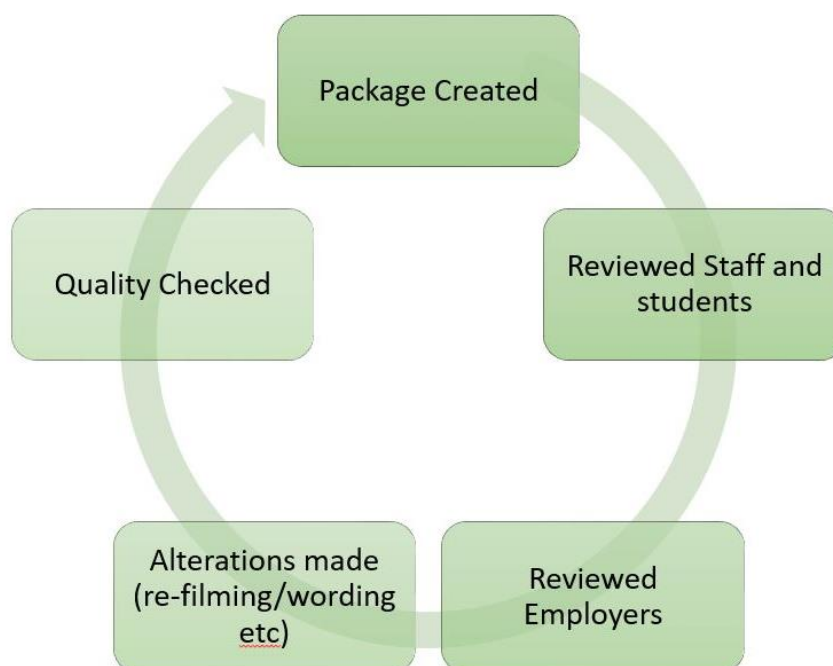 Package Created
Reviewed Staff and
students
Reviewed
Employers
Alterations made
(re-filming/wording
etc)
Quality Checked